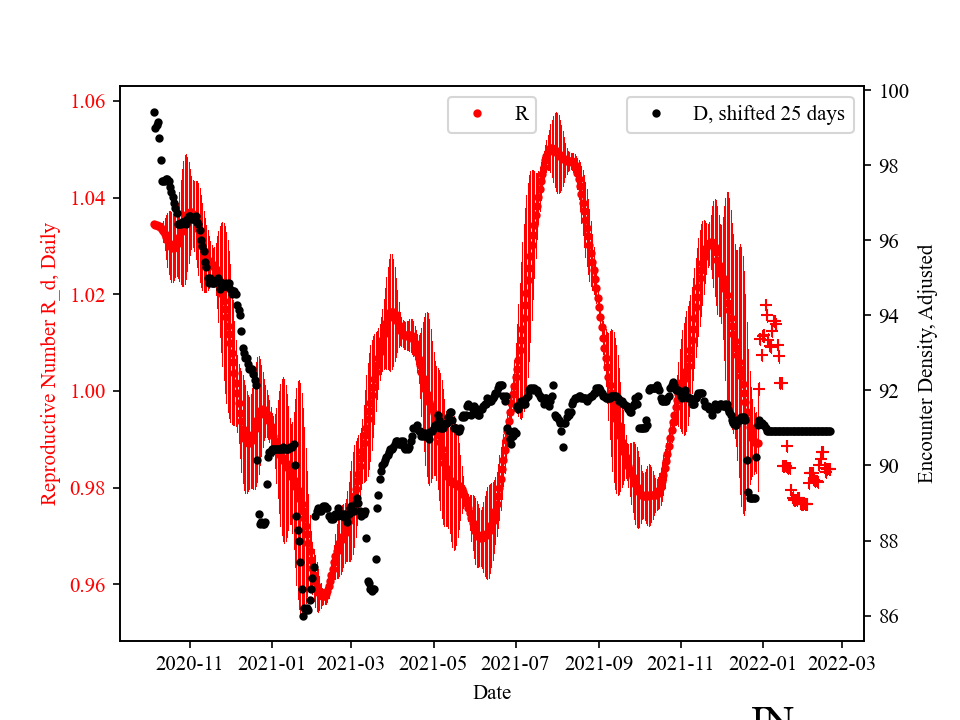 R
D, shifted 25 days
1.06
1.04
1.02
1.00
0.98
0.96
Reproductive Number R_d, Daily
100
98
96
94
92
90
88
86
Encounter Density, Adjusted
2020-11 2021-01 2021-03 2021-05 2021-07 2021-09 2021-11 2022-01 2022-03
Date
IN